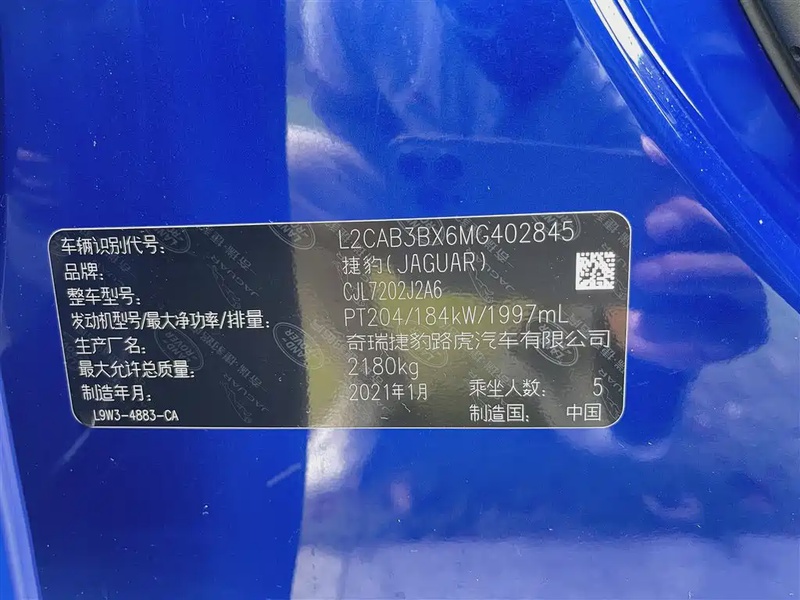 车辆识别代号: L2CAB3BX6MG402845
品牌: 捷豹(JAGUAR)
整车型号: CJL7202J2A6
发动机型号/最大净功率/排量: PT204/184kW/1997mL
生产厂名: 奇瑞捷豹路虎汽车有限公司
最大允许总质量: 2180kg
制造年月: 2021年1月 乘坐人数: 5
L9W3-4883-CA 制造国: 中国